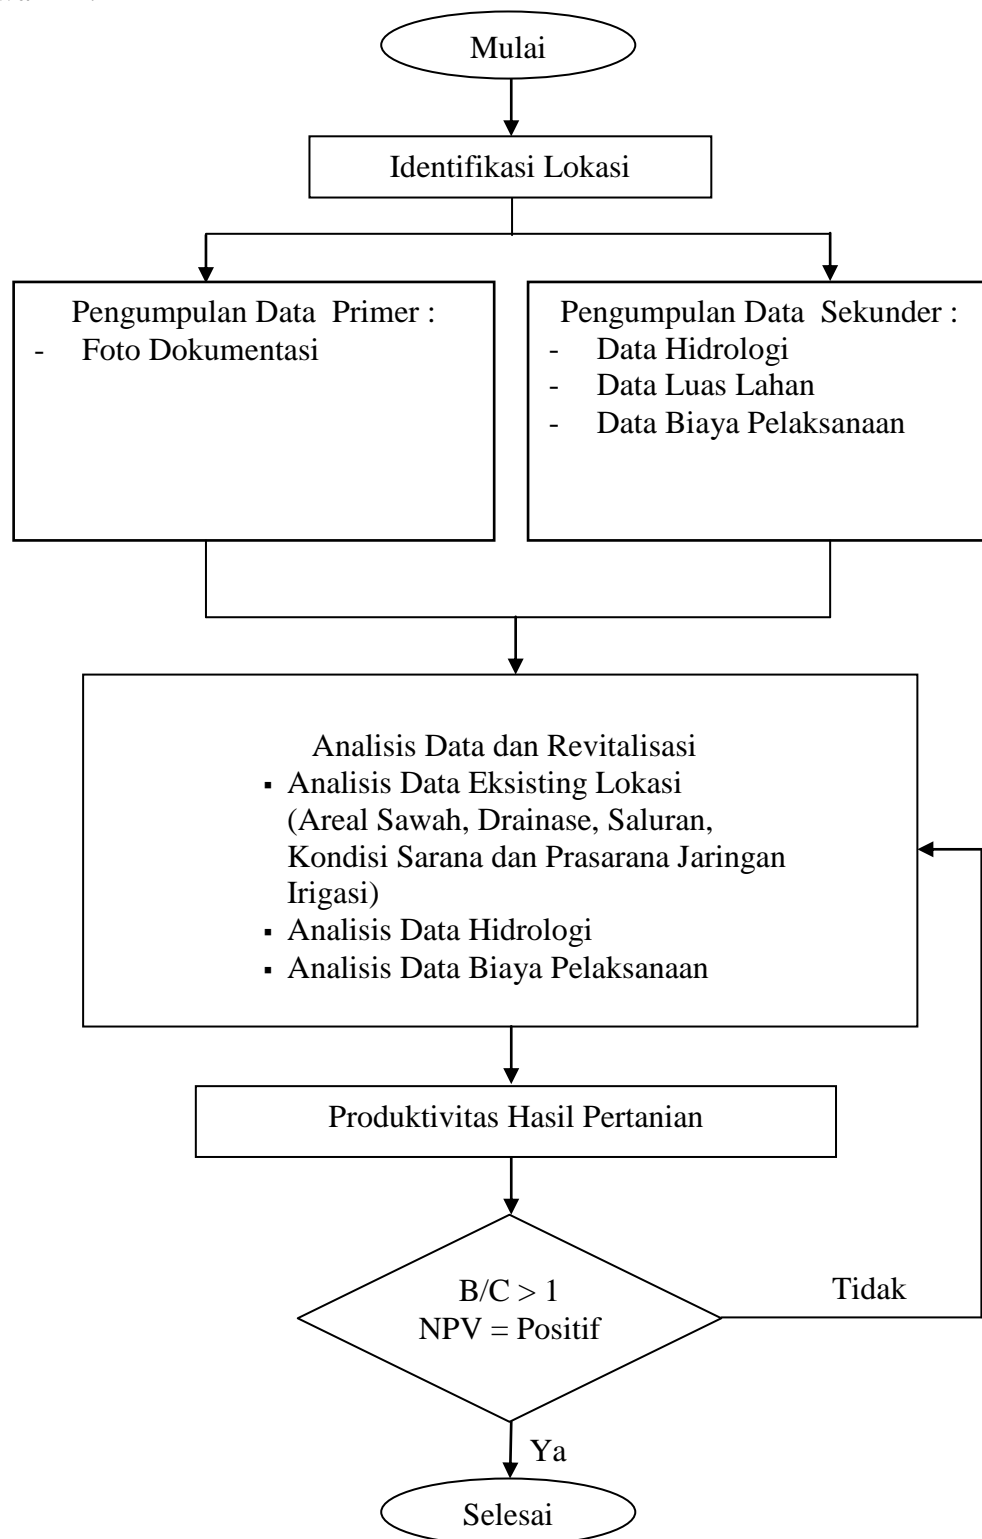 Mulai
Identifikasi Lokasi
Pengumpulan Data Primer :
- Foto Dokumentasi
Pengumpulan Data Sekunder :
- Data Hidrologi
- Data Luas Lahan
- Data Biaya Pelaksanaan
Analisis Data dan Revitalisasi
▪ Analisis Data Eksisting Lokasi
(Areal Sawah, Drainase, Saluran,
Kondisi Sarana dan Prasarana Jaringan
Irigasi)
▪ Analisis Data Hidrologi
▪ Analisis Data Biaya Pelaksanaan
Produktivitas Hasil Pertanian
B/C > 1
NPV = Positif
Tidak
Ya
Selesai